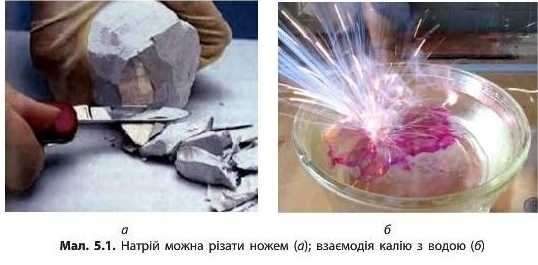 а б
Мал. 5.1. Натрій можна різати ножем (а); взаємодія калію з водою (б)